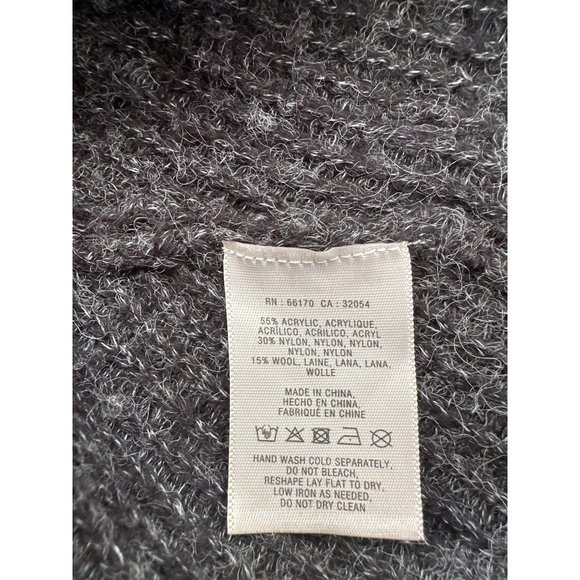 RN : 66170 CA : 32054
55% ACRYLIC, ACRYLIQUE,
ACRÍLICO, ACRILICO, ACRYL
30% NYLON, NYLON, NYLON,
NYLON, NYLON
15% WOOL, LAINE, LANA, LANA,
WOLLE
MADE IN CHINA,
HECHO EN CHINA,
FABRIQUÉ EN CHINE
HAND WASH COLD SEPARATELY,
DO NOT BLEACH,
RESHAPE LAY FLAT TO DRY,
LOW IRON AS NEEDED,
DO NOT DRY CLEAN